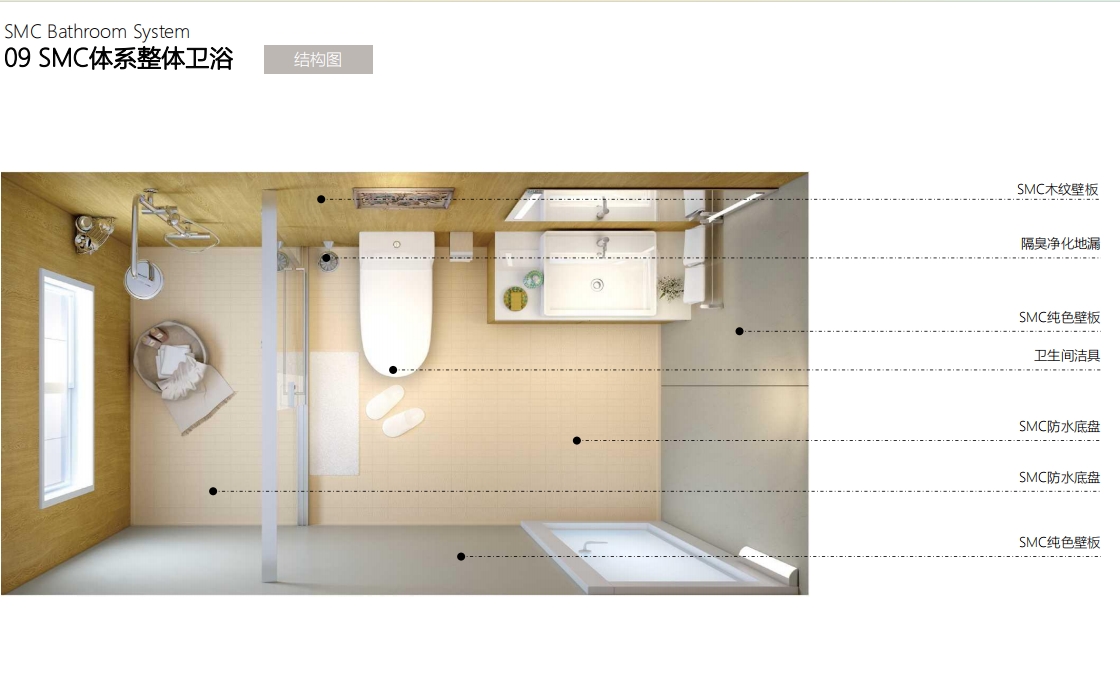 SMC Bathroom System
09 SMC体系整体卫浴
结构图
SMC木纹壁板
隔臭净化地漏
SMC纯色壁板
卫生间洁具
SMC防水底盘
SMC防水底盘
SMC纯色壁板